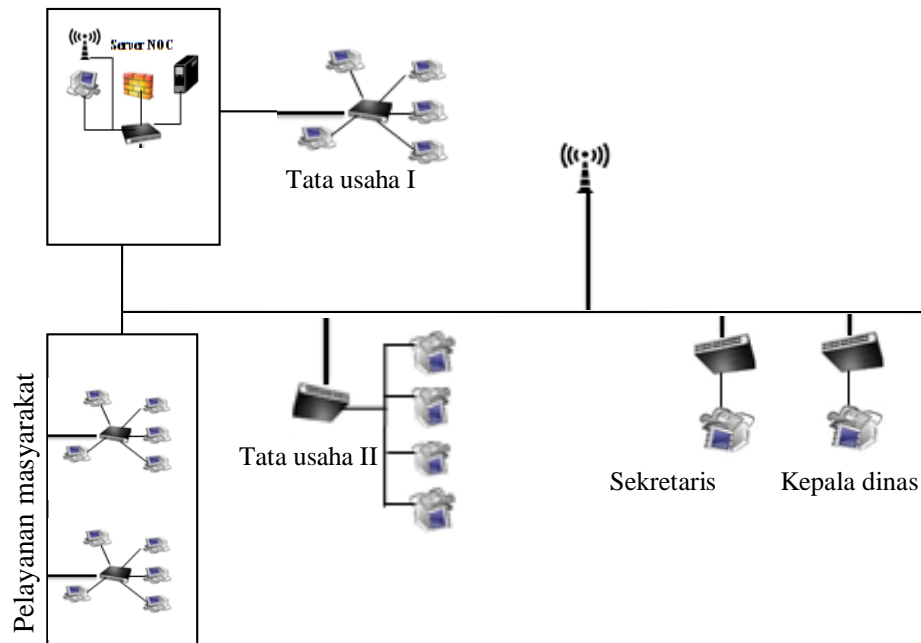 Server NOC
Tata usaha I
Pelayanan masyarakat
Tata usaha II
Sekretaris
Kepala dinas